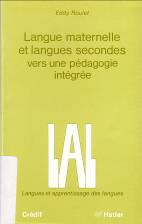 Eddy Roulet
Langue maternelle
et langues secondes
vers une pédagogie
intégrée
LAL
Langues et apprentissage des langues
Crédif
Hatier